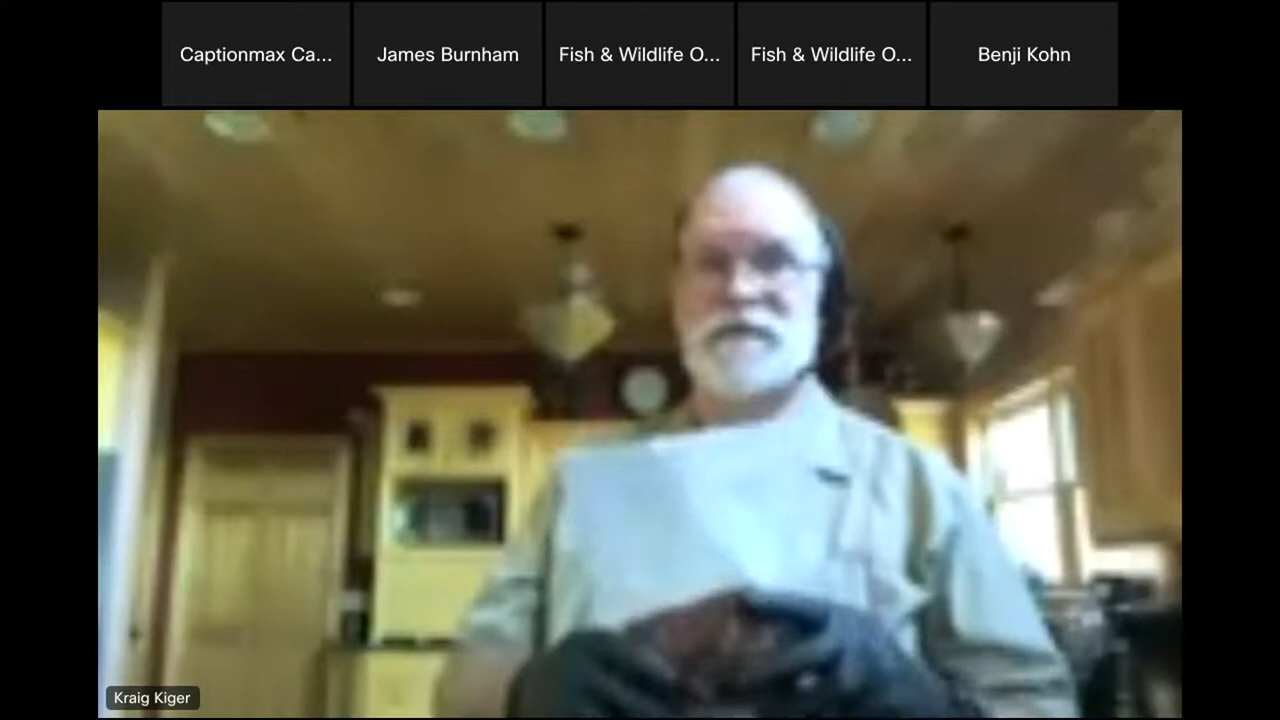 Captionmax Ca...
James Burnham
Fish & Wildlife O...
Fish & Wildlife O...
Benji Kohn
Kraig Kiger